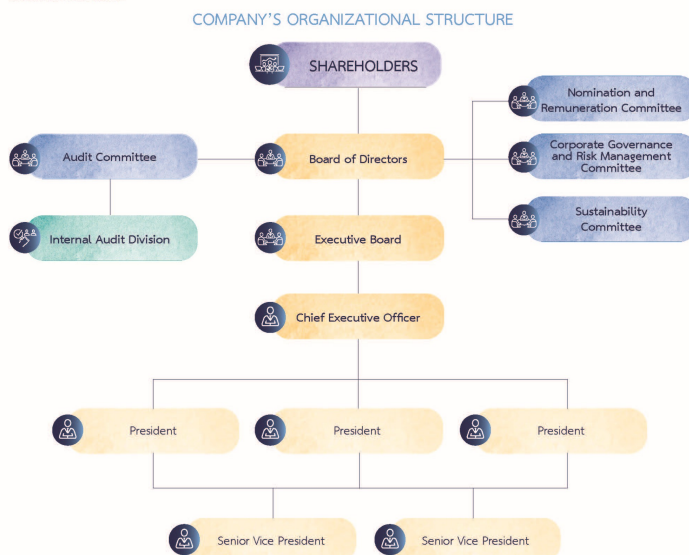 COMPANY’S ORGANIZATIONAL STRUCTURE
SHAREHOLDERS
Nomination and
Remuneration Committee
Audit Committee
Board of Directors
Corporate Governance
and Risk Management
Committee
Internal Audit Division
Executive Board
Sustainability
Committee
Chief Executive Officer
President
President
President
Senior Vice President
Senior Vice President